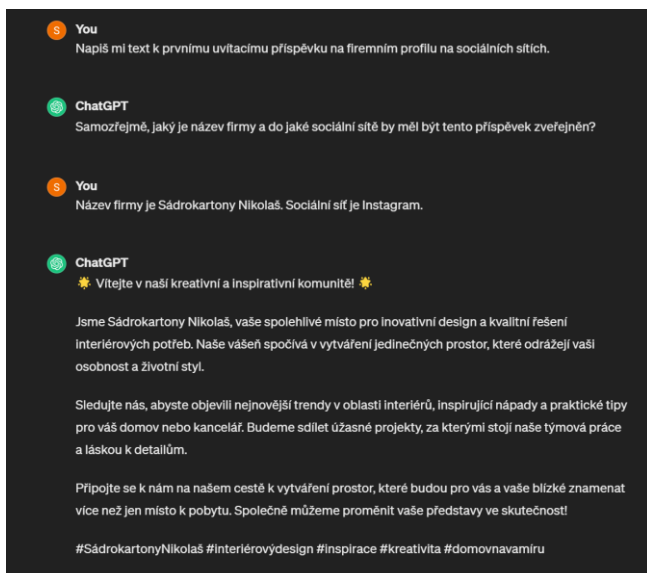 S
You
Napiš mi text k prvnímu uvítacímu příspěvku na firemním profilu na sociálních sítích.
ChatGPT
Samozřejmě, jaký je název firmy a do jaké sociální sítě by měl být tento příspěvek zveřejněn?
S
You
Název firmy je Sádrokartony Nikolaš. Sociální síť je Instagram.
ChatGPT
🌟 Vítejte v naší kreativní a inspirativní komunitě! 🌟
Jsme Sádrokartony Nikolaš, vaše spolehlivé místo pro inovativní design a kvalitní řešení
interiérových potřeb. Naše vášeň spočívá v vytváření jedinečných prostor, které odrážejí vaši
osobnost a životní styl.
Sledujte nás, abyste objevili nejnovější trendy v oblasti interiérů, inspirující nápady a praktické tipy
pro váš domov nebo kancelář. Budeme sdílet úžasné projekty, za kterými stojí naše týmová práce
a láskou k detailům.
Připojte se k nám na našem cestě k vytváření prostor, které budou pro vás a vaše blízké znamenat
více než jen místo k pobytu. Společně můžeme proměnit vaše představy ve skutečnost!
#SádrokartonyNikolaš #interiérovýdesign #inspirace #kreativita #domovnavamíru